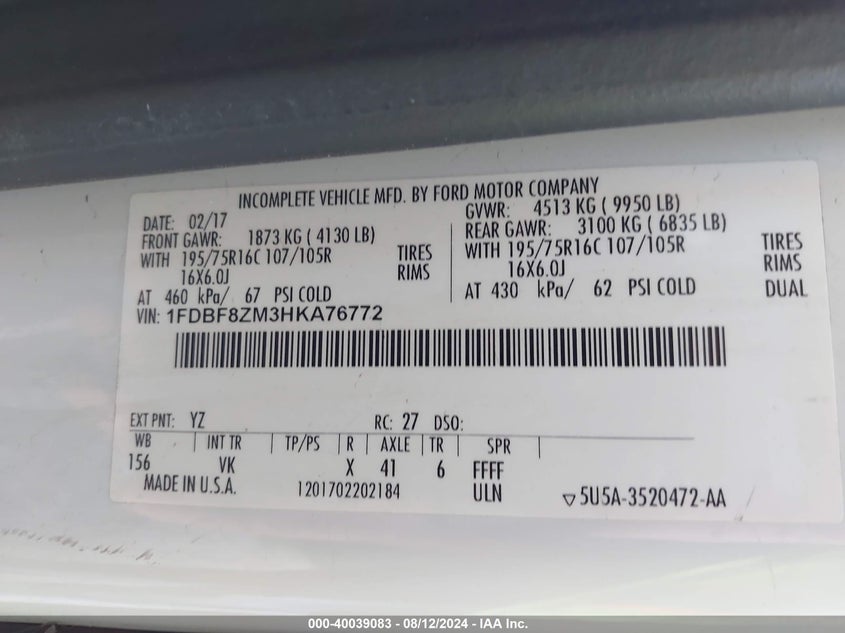 INCOMPLETE VEHICLE MFD. BY FORD MOTOR COMPANY
DATE: 02/17
GVWR: 4513 KG ( 9950 LB)
FRONT GAWR: 1873 KG ( 4130 LB)
REAR GAWR: 3100 KG ( 6835 LB)
WITH 195/75R16C 107/105R TIRES
WITH 195/75R16C 107/105R TIRES
16X6.0J RIMS
16X6.0J RIMS
AT 460 kPa/ 67 PSI COLD
AT 430 kPa/ 62 PSI COLD DUAL
VIN: 1FDBF8ZM3HKA76772
EXT PNT: YZ RC: 27 DSO:
WB INT TR TP/PS R AXLE TR SPR
156 VK X 41 6 FFFF
MADE IN U.S.A. 1201702202184 ULN ▽5U5A-3520472-AA
000-40039083 - 08/12/2024 - IAA Inc.